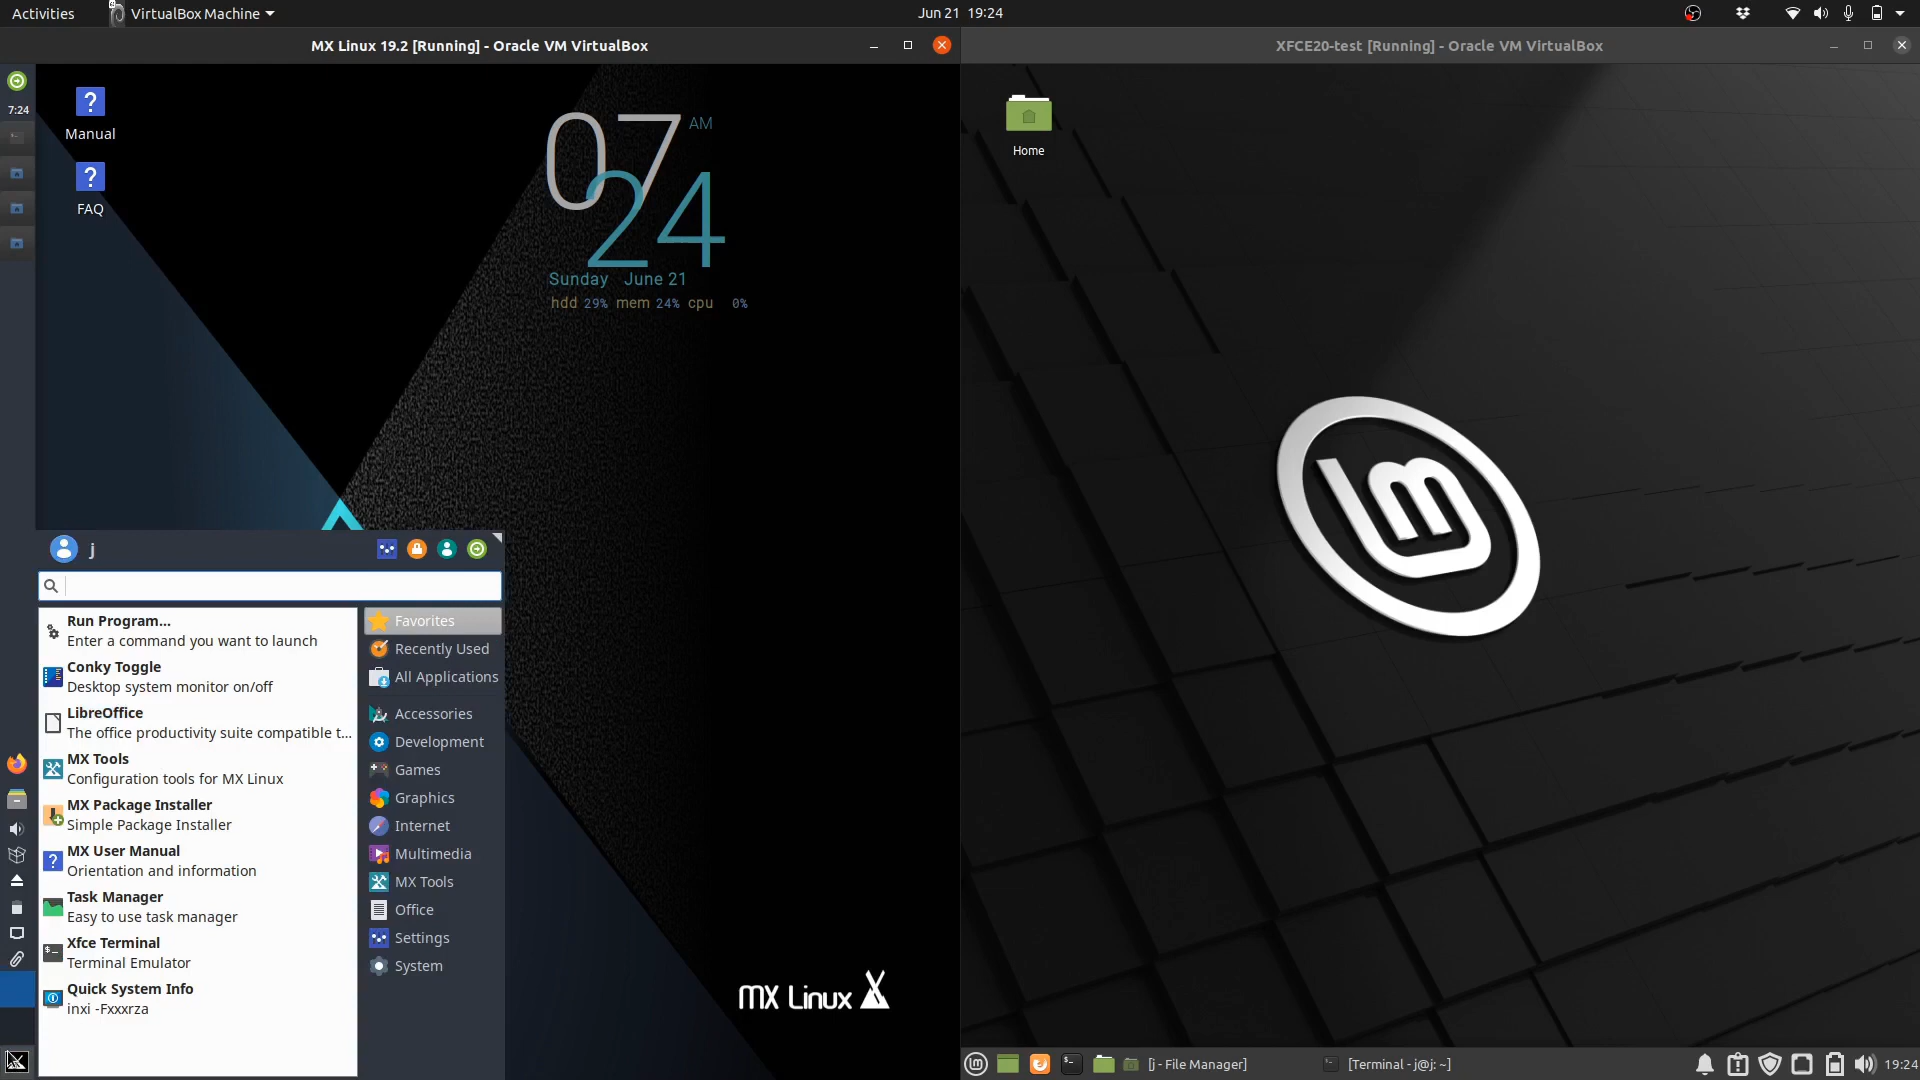 Activities
VirtualBox Machine
Jun 21 19:24
MX Linux 19.2 [Running] - Oracle VM VirtualBox
XFCE20-test [Running] - Oracle VM VirtualBox
7:24
Manual
FAQ
07 AM
24
Sunday June 21
hdd 29% mem 24% cpu 0%
Home
j
Run Program...
Enter a command you want to launch
Conky Toggle
Desktop system monitor on/off
LibreOffice
The office productivity suite compatible t...
MX Tools
Configuration tools for MX Linux
MX Package Installer
Simple Package Installer
MX User Manual
Orientation and information
Task Manager
Easy to use task manager
Xfce Terminal
Terminal Emulator
Quick System Info
inxi -Fxxxrza
Favorites
Recently Used
All Applications
Accessories
Development
Games
Graphics
Internet
Multimedia
MX Tools
Office
Settings
System
MX Linux
lm
[j - File Manager]
[Terminal - j@j: ~]
19:24